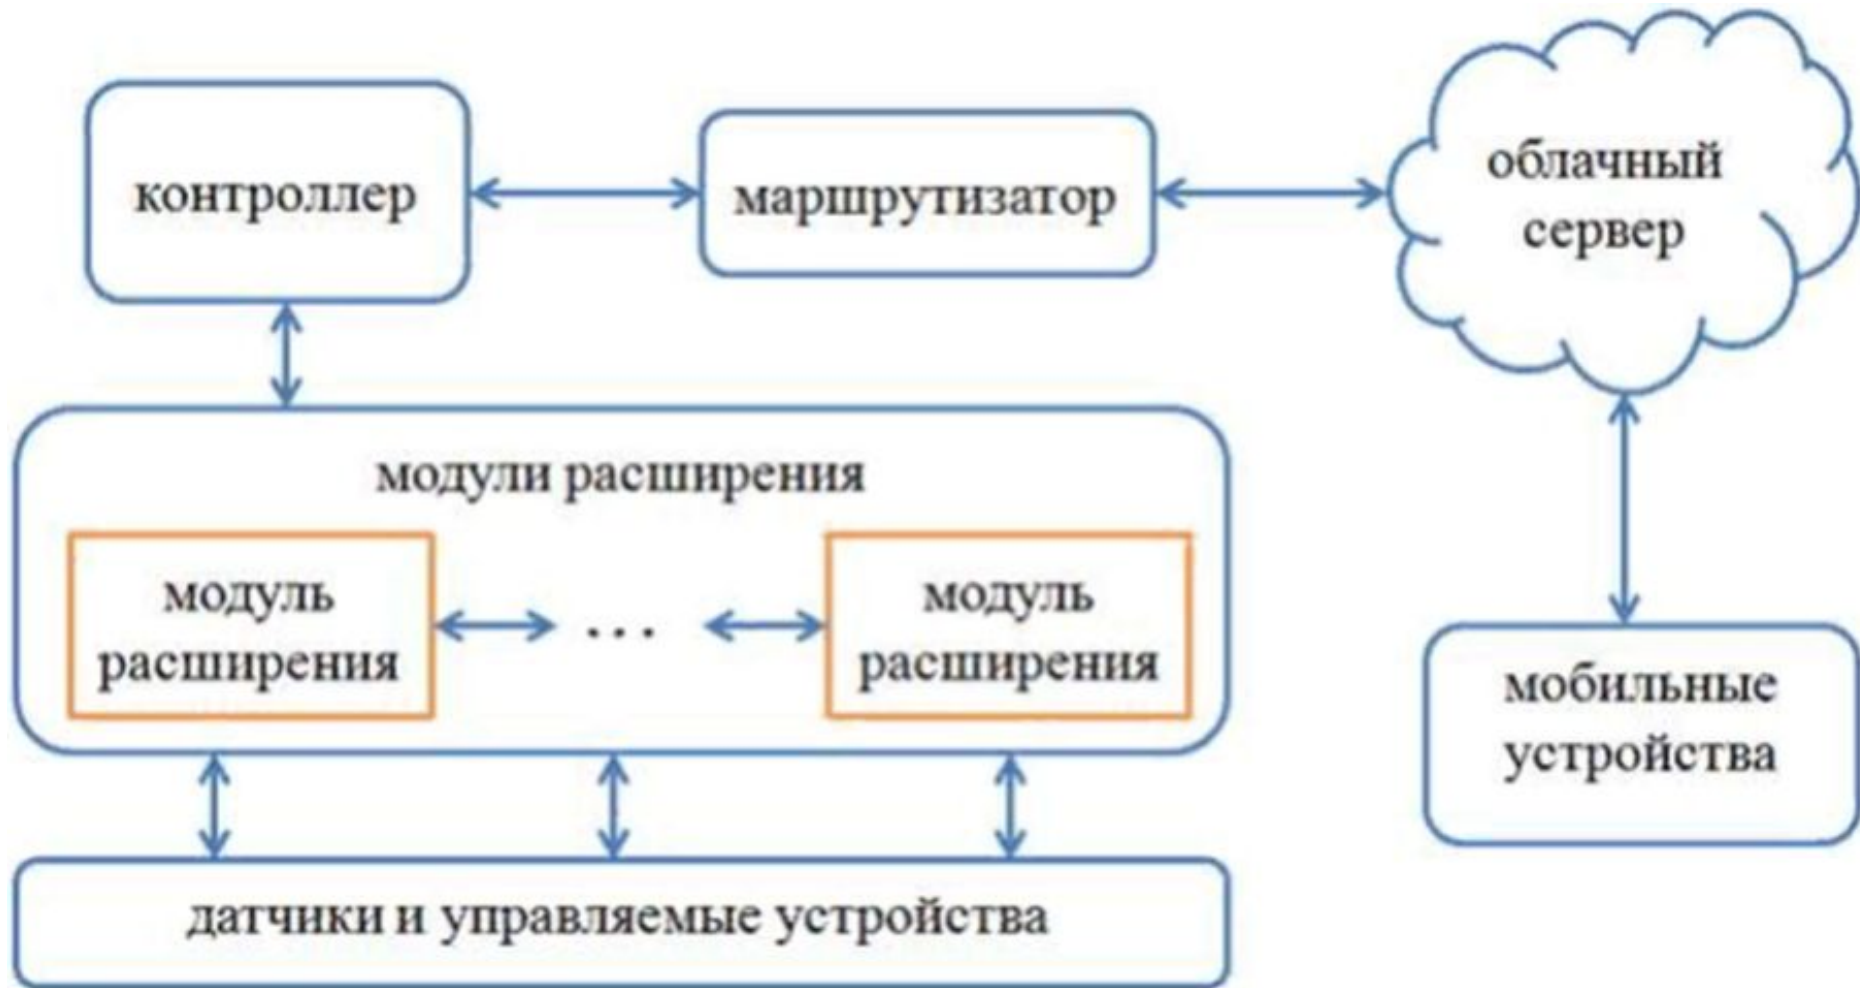 контроллер
маршрутизатор
облачный
сервер
модули расширения
модуль
расширения
...
модуль
расширения
мобильные
устройства
датчики и управляемые устройства